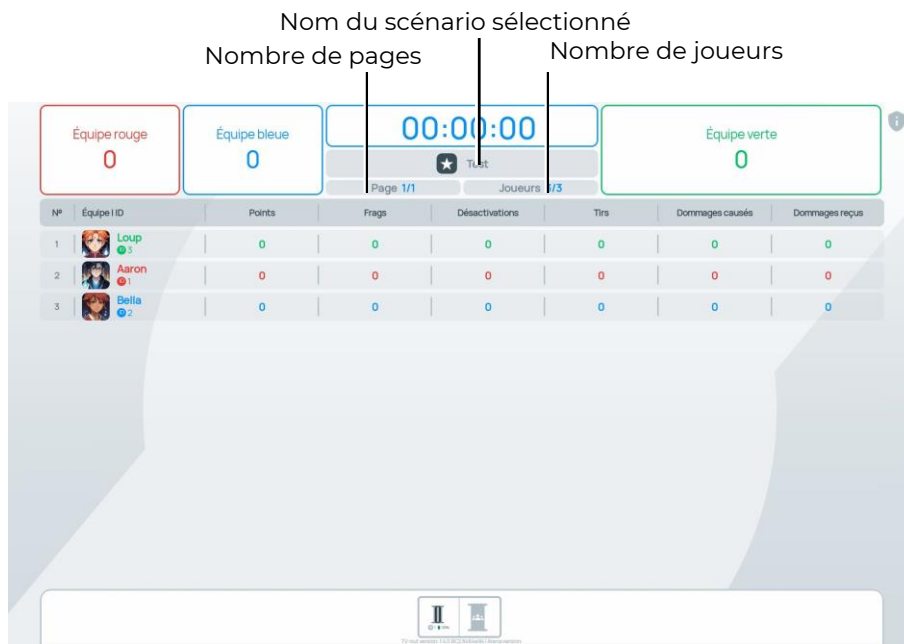 Nom du scénario sélectionné
Nombre de pages
Nombre de joueurs
Équipe rouge
0
Équipe bleue
0
00:00:00
Test
Page 1/1
Joueurs 3/3
Équipe verte
0
Nº Équipe | ID Points Frags Désactivations Tirs Dommages causés Dommages reçus
1 Loup 3 0 0 0 0 0 0
2 Aaron 1 0 0 0 0 0 0
3 Bella 2 0 0 0 0 0 0